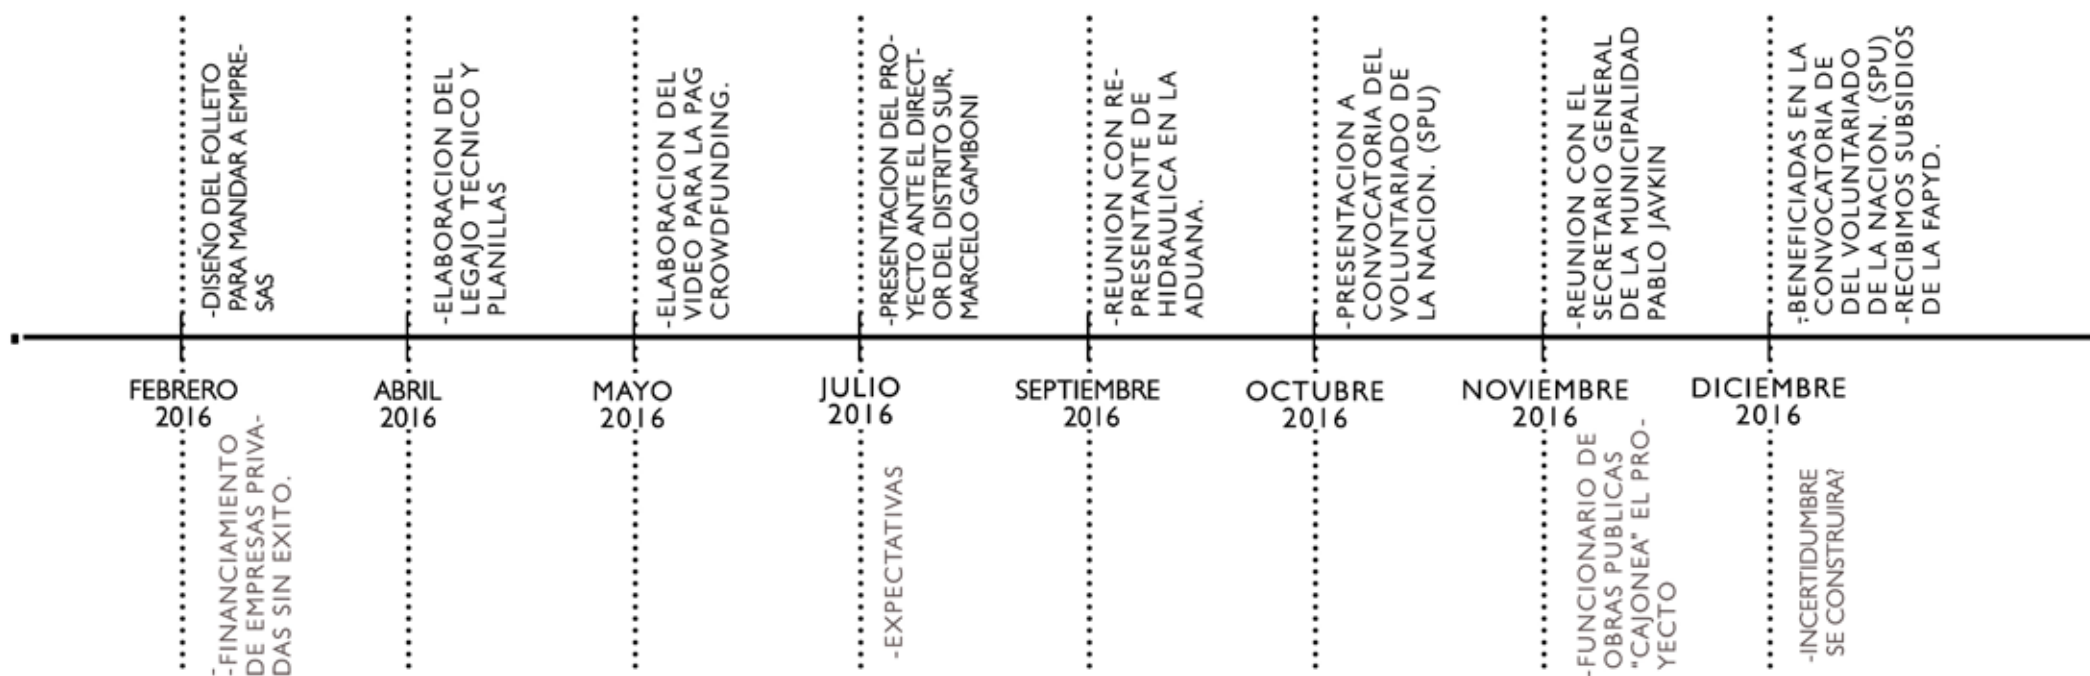 -DISEÑO DEL FOLLETO
PARA MANDAR A EMPRE-
SAS
-ELABORACION DEL
LEGAJO TECNICO Y
PLANILLAS
-ELABORACION DEL
VIDEO PARA LA PAG
CROWDFUNDING.
-PRESENTACION DEL PRO-
YECTO ANTE EL DIRECT-
OR DEL DISTRITO SUR,
MARCELO GAMBONI
-REUNION CON RE-
PRESENTANTE DE
HIDRAULICA EN LA
ADUANA.
-PRESENTACION A
CONVOCATORIA DEL
VOLUNTARIADO DE
LA NACION. (SPU)
-REUNION CON EL
SECRETARIO GENERAL
DE LA MUNICIPALIDAD
PABLO JAVKIN
-BENEFICIADAS EN LA
CONVOCATORIA DE
DEL VOLUNTARIADO
DE LA NACION. (SPU)
-RECIBIMOS SUBSIDIOS
DE LA FAPYD.
FEBRERO
2016
ABRIL
2016
MAYO
2016
JULIO
2016
SEPTIEMBRE
2016
OCTUBRE
2016
NOVIEMBRE
2016
DICIEMBRE
2016
-FINANCIAMIENTO
DE EMPRESAS PRIVA-
DAS SIN EXITO.
-EXPECTATIVAS
-FUNCIONARIO DE
OBRAS PUBLICAS
"CAJONEA" EL PRO-
YECTO
-INCERTIDUMBRE
SE CONSTRUIRA?